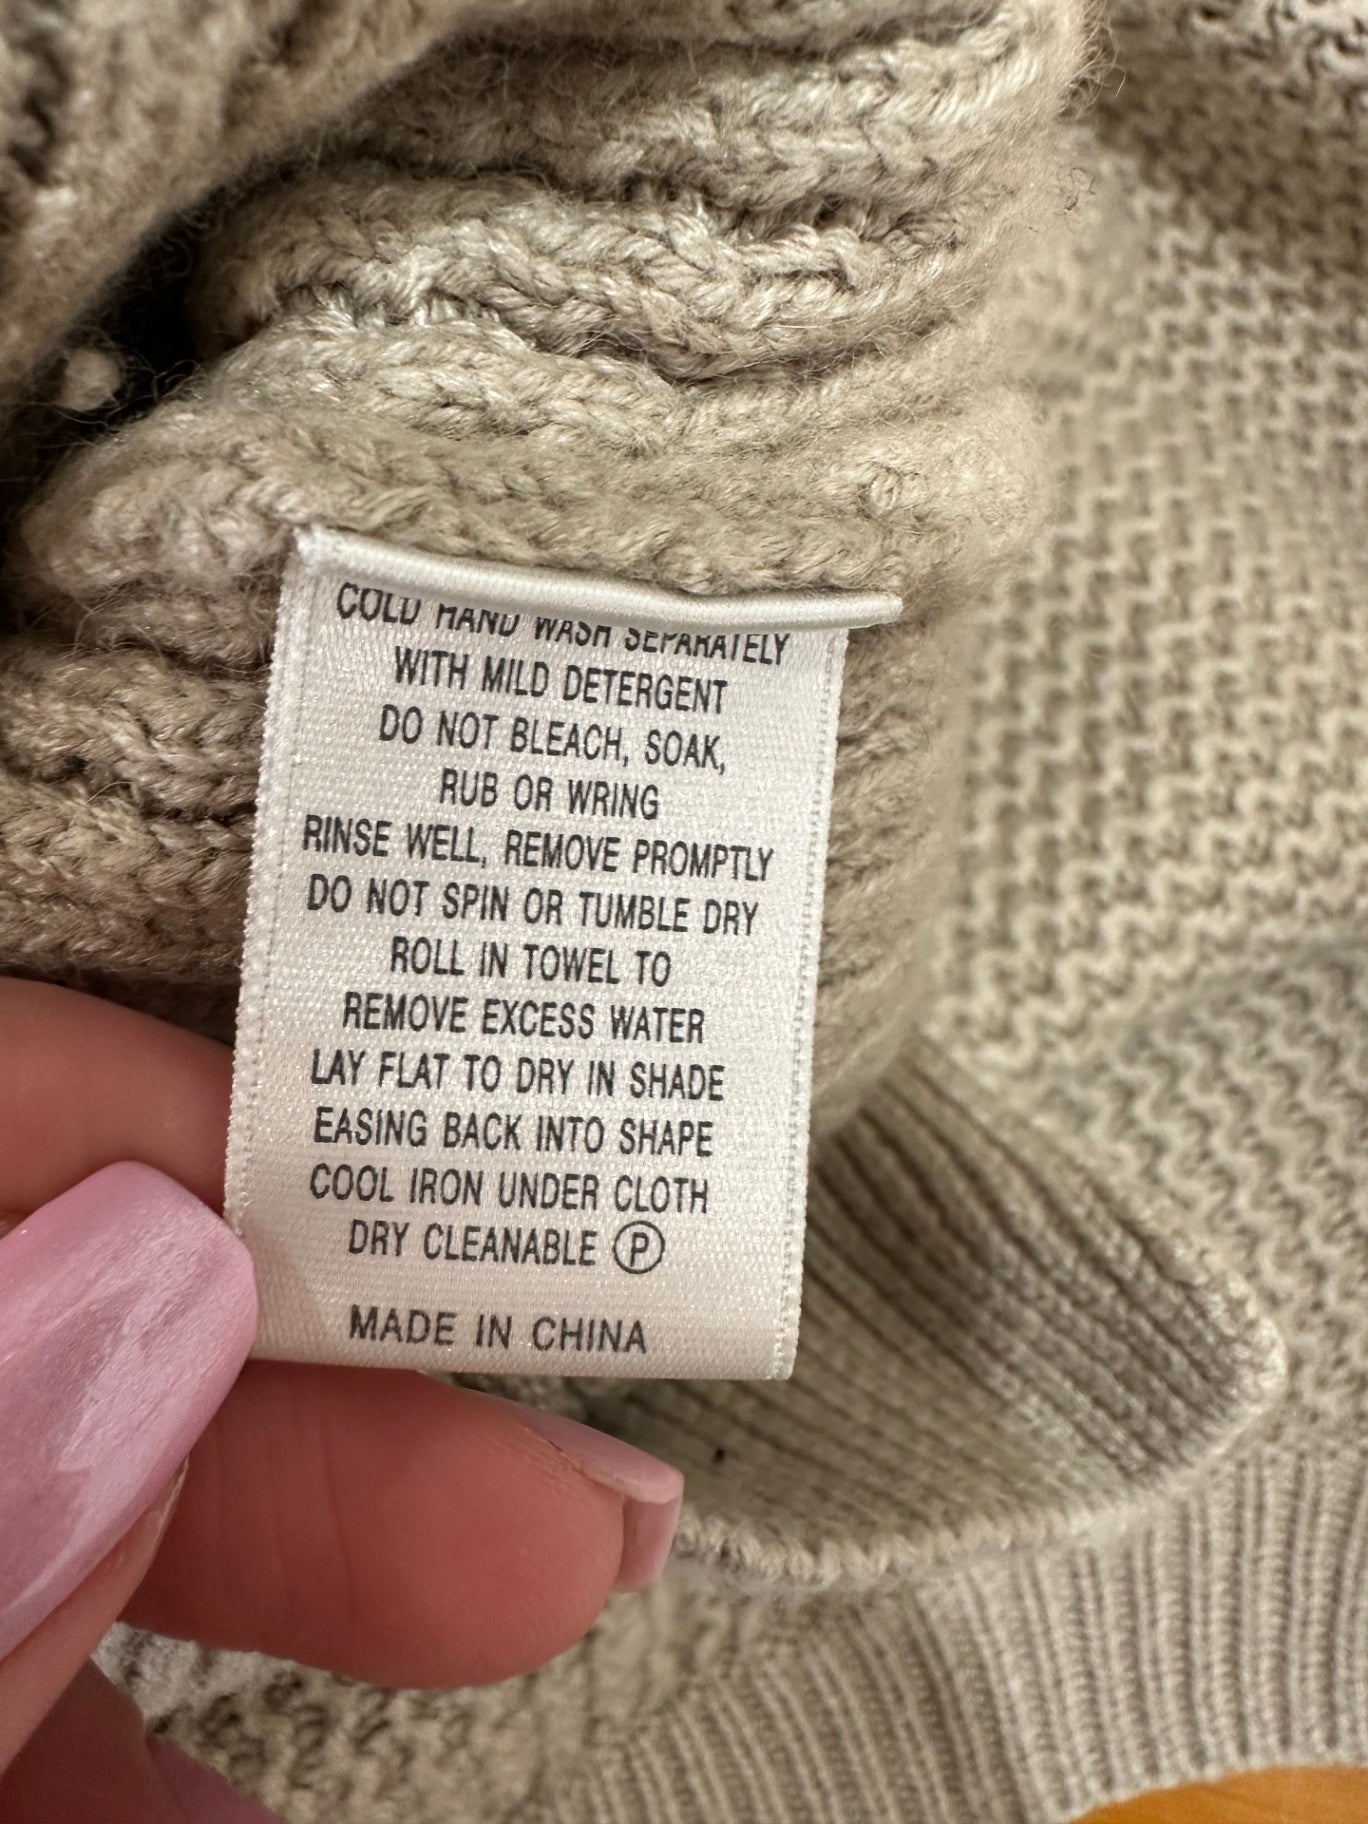 COLD HAND WASH SEPARATELY
WITH MILD DETERGENT
DO NOT BLEACH, SOAK,
RUB OR WRING
RINSE WELL, REMOVE PROMPTLY
DO NOT SPIN OR TUMBLE DRY
ROLL IN TOWEL TO
REMOVE EXCESS WATER
LAY FLAT TO DRY IN SHADE
EASING BACK INTO SHAPE
COOL IRON UNDER CLOTH
DRY CLEANABLE Ⓟ
MADE IN CHINA